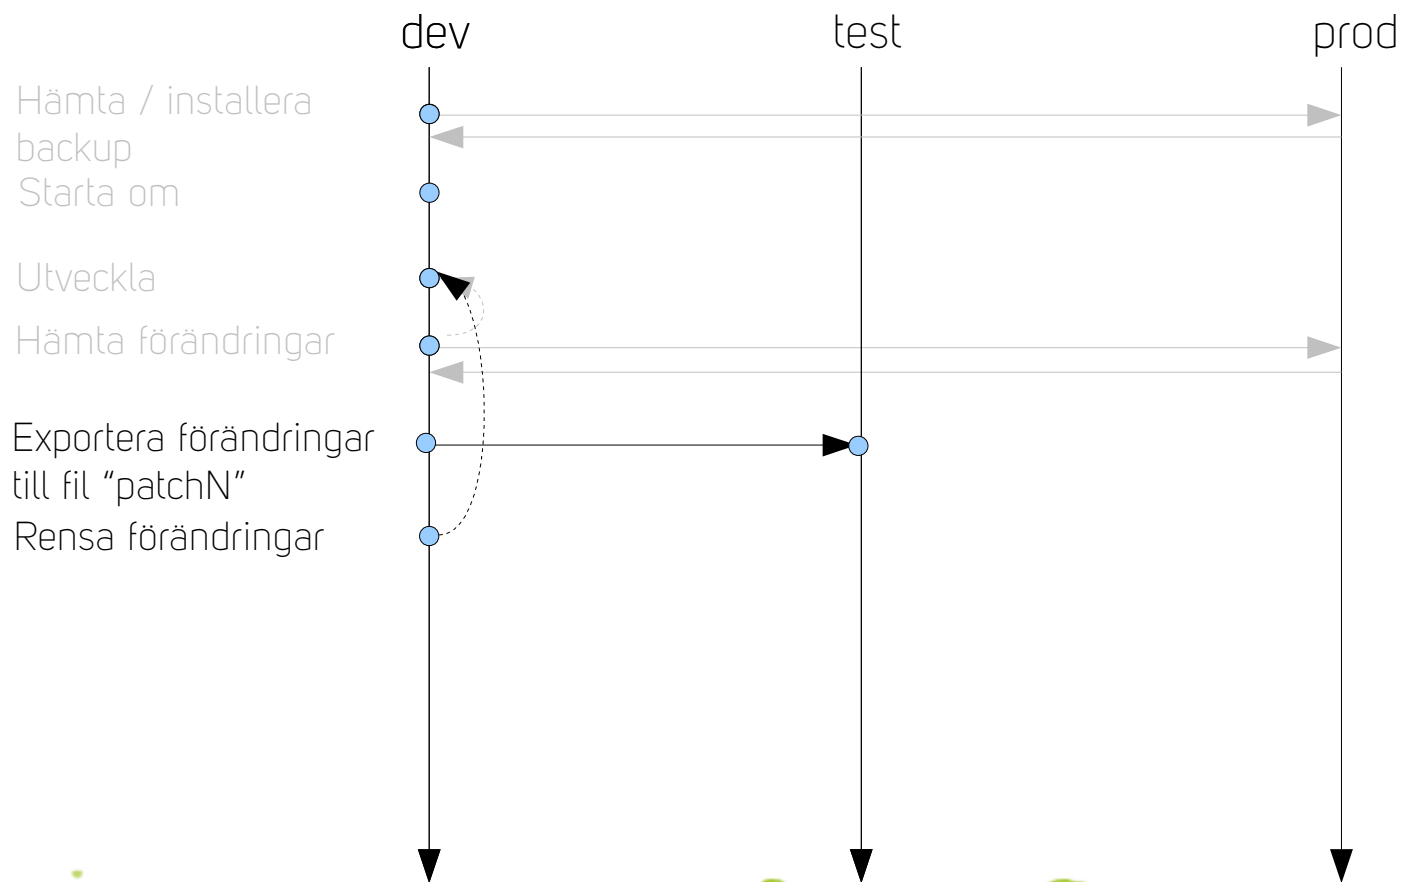 dev test prod
Hämta / installera
backup
Starta om
Utveckla
Hämta förändringar
Exportera förändringar
till fil “patchN”
Rensa förändringar